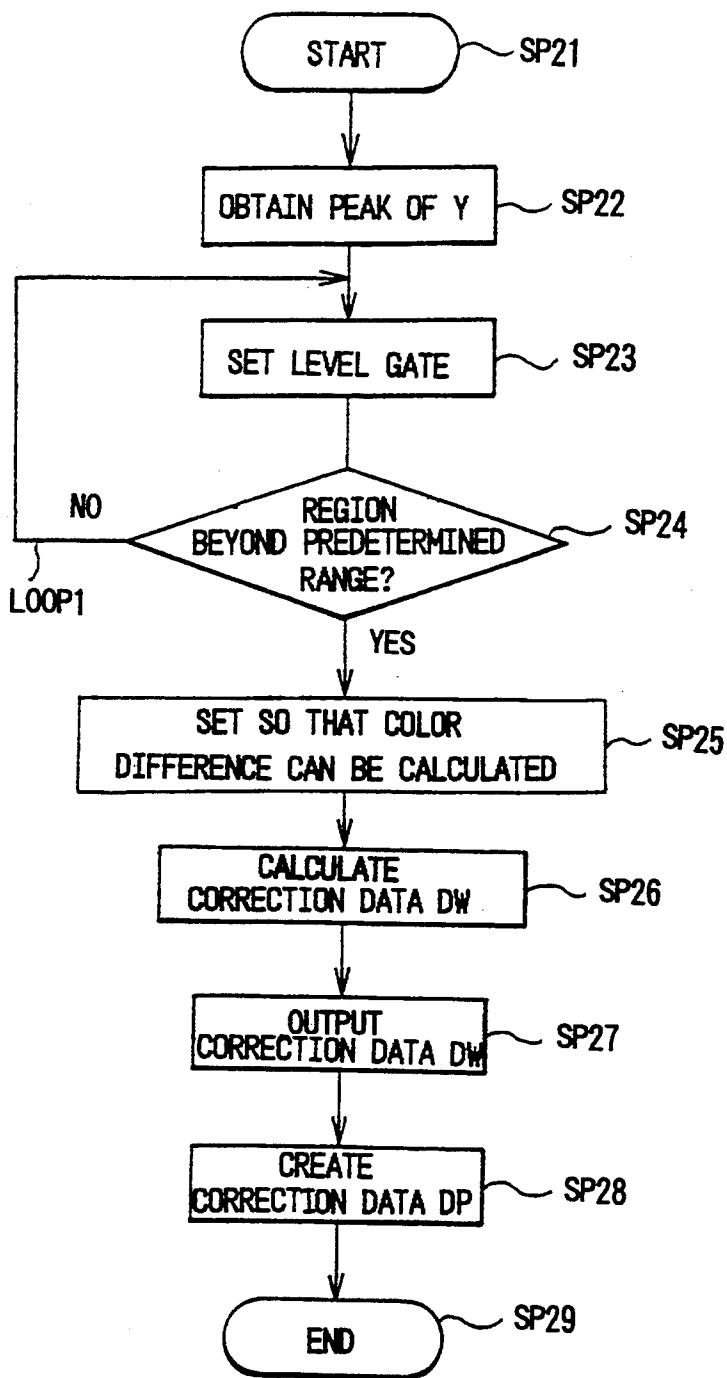 START
SP21
OBTAIN PEAK OF Y
SP22
SET LEVEL GATE
SP23
NO
REGION
BEYOND PREDETERMINED
RANGE?
SP24
LOOP1
YES
SET SO THAT COLOR
DIFFERENCE CAN BE CALCULATED
SP25
CALCULATE
CORRECTION DATA DW
SP26
OUTPUT
CORRECTION DATA DW
SP27
CREATE
CORRECTION DATA DP
SP28
END
SP29